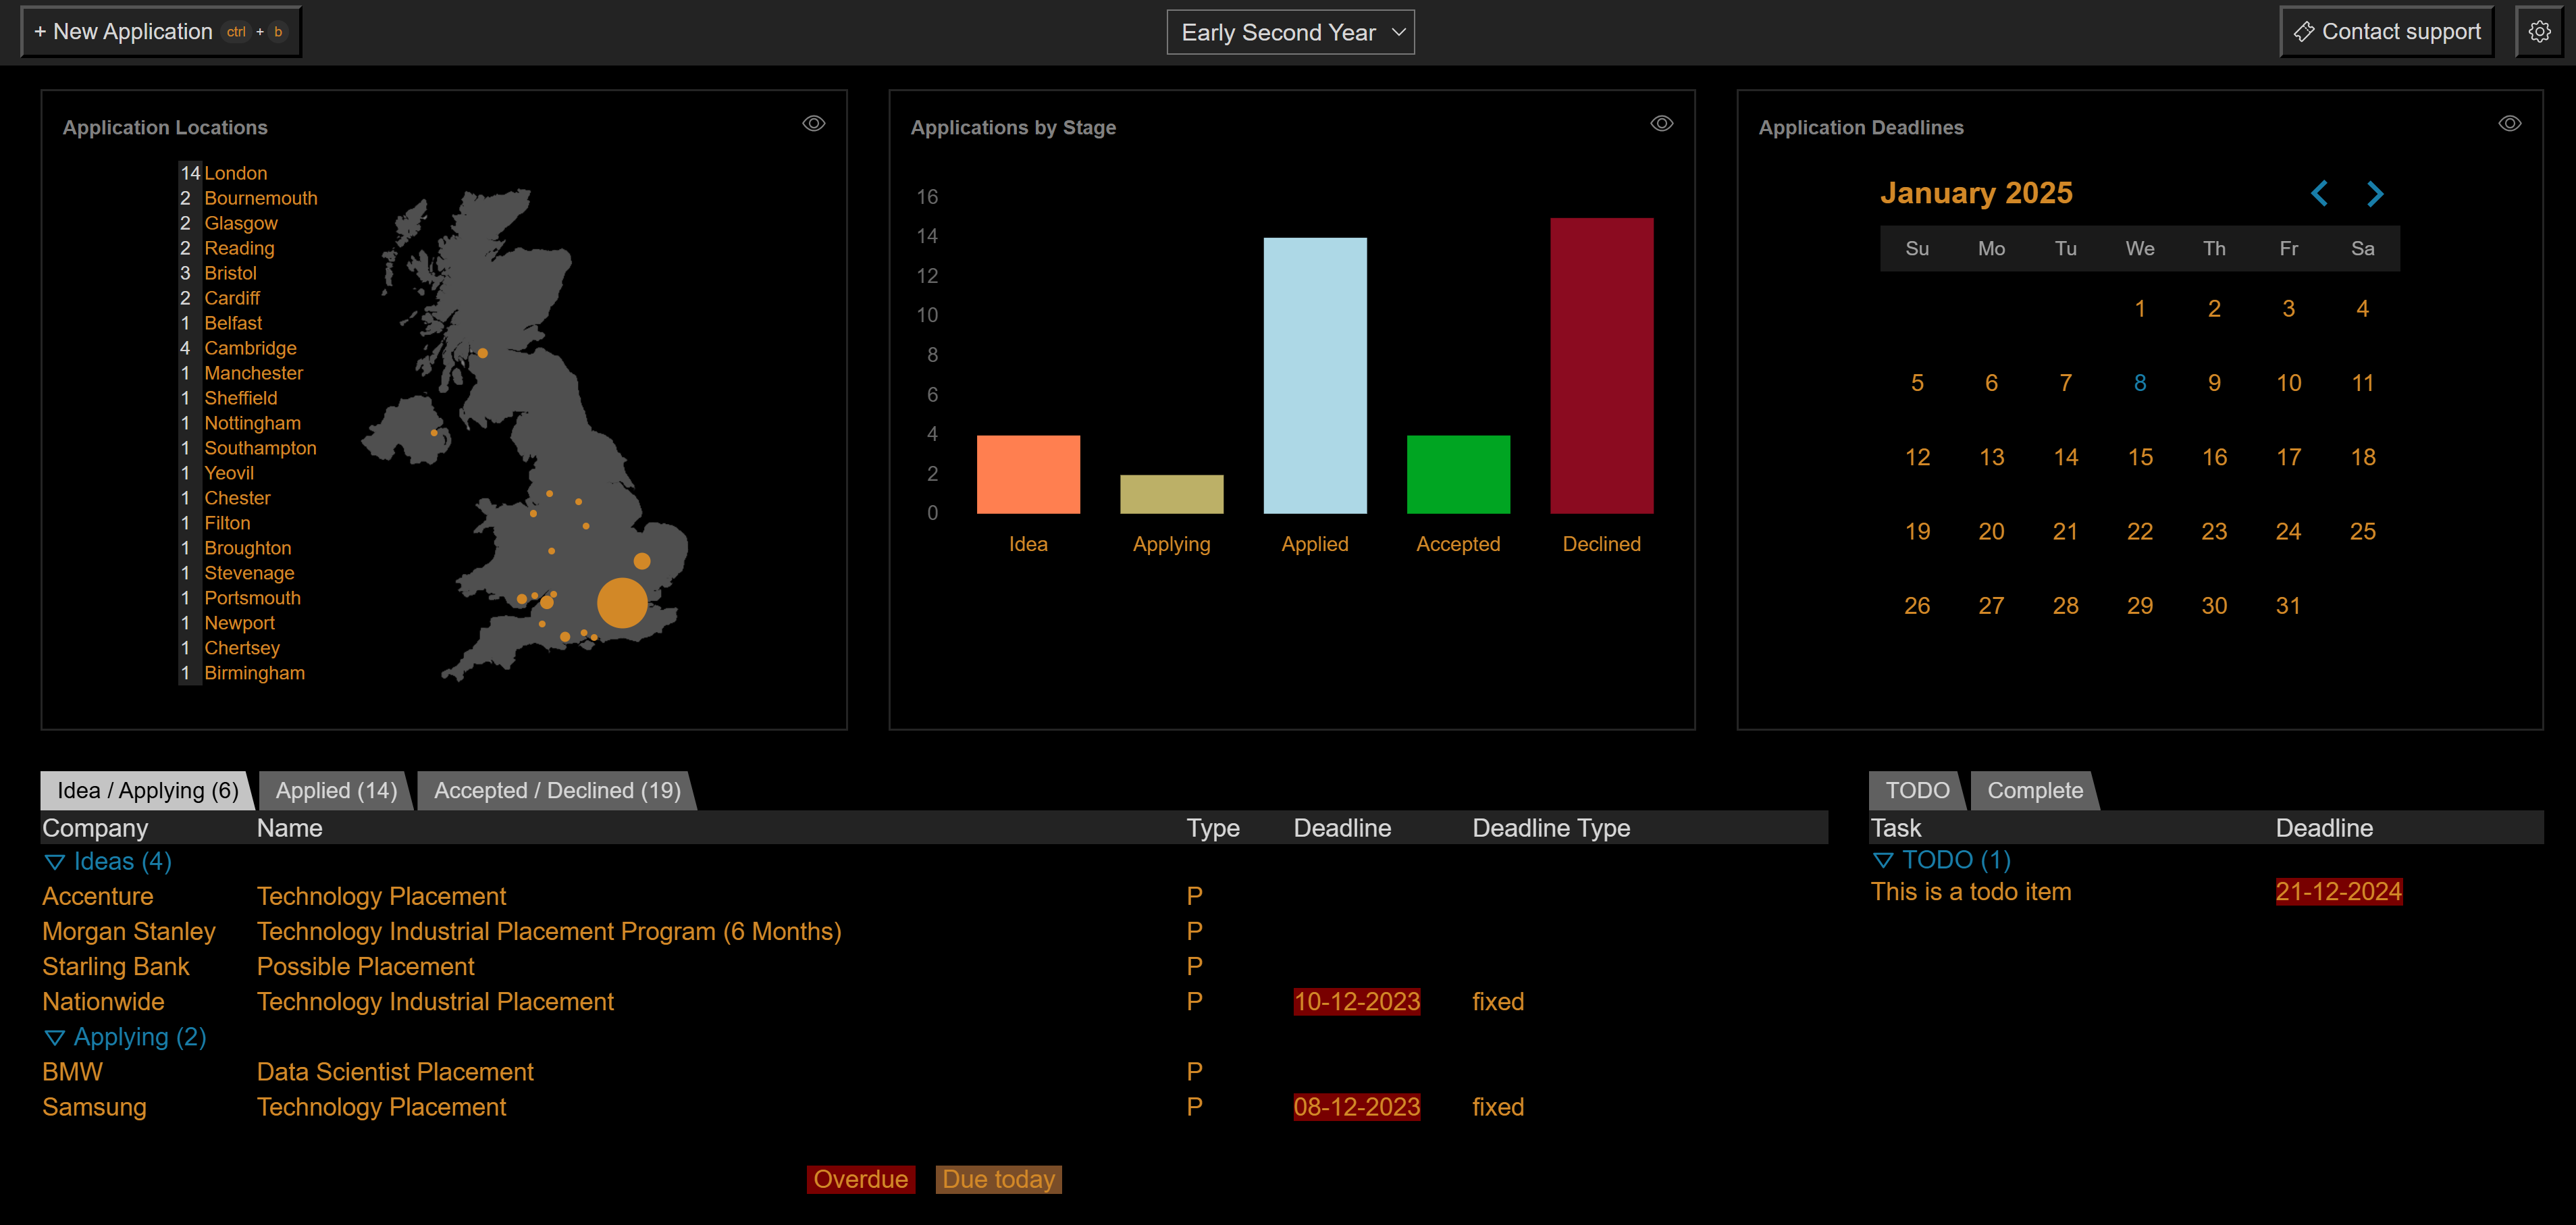 + New Application ctrl + b
Early Second Year
Contact support
Application Locations
14 London
2 Bournemouth
2 Glasgow
2 Reading
3 Bristol
2 Cardiff
1 Belfast
4 Cambridge
1 Manchester
1 Sheffield
1 Nottingham
1 Southampton
1 Yeovil
1 Chester
1 Filton
1 Broughton
1 Stevenage
1 Portsmouth
1 Newport
1 Chertsey
1 Birmingham
Applications by Stage
16
14
12
10
8
6
4
2
0
Idea Applying Applied Accepted Declined
Application Deadlines
January 2025
Su Mo Tu We Th Fr Sa
1 2 3 4
5 6 7 8 9 10 11
12 13 14 15 16 17 18
19 20 21 22 23 24 25
26 27 28 29 30 31
Idea / Applying (6) Applied (14) Accepted / Declined (19)
Company Name Type Deadline Deadline Type
Ideas (4)
Accenture Technology Placement P
Morgan Stanley Technology Industrial Placement Program (6 Months) P
Starling Bank Possible Placement P
Nationwide Technology Industrial Placement P 10-12-2023 fixed
Applying (2)
BMW Data Scientist Placement P
Samsung Technology Placement P 08-12-2023 fixed
Overdue Due today
TODO Complete
Task Deadline
TODO (1)
This is a todo item 21-12-2024